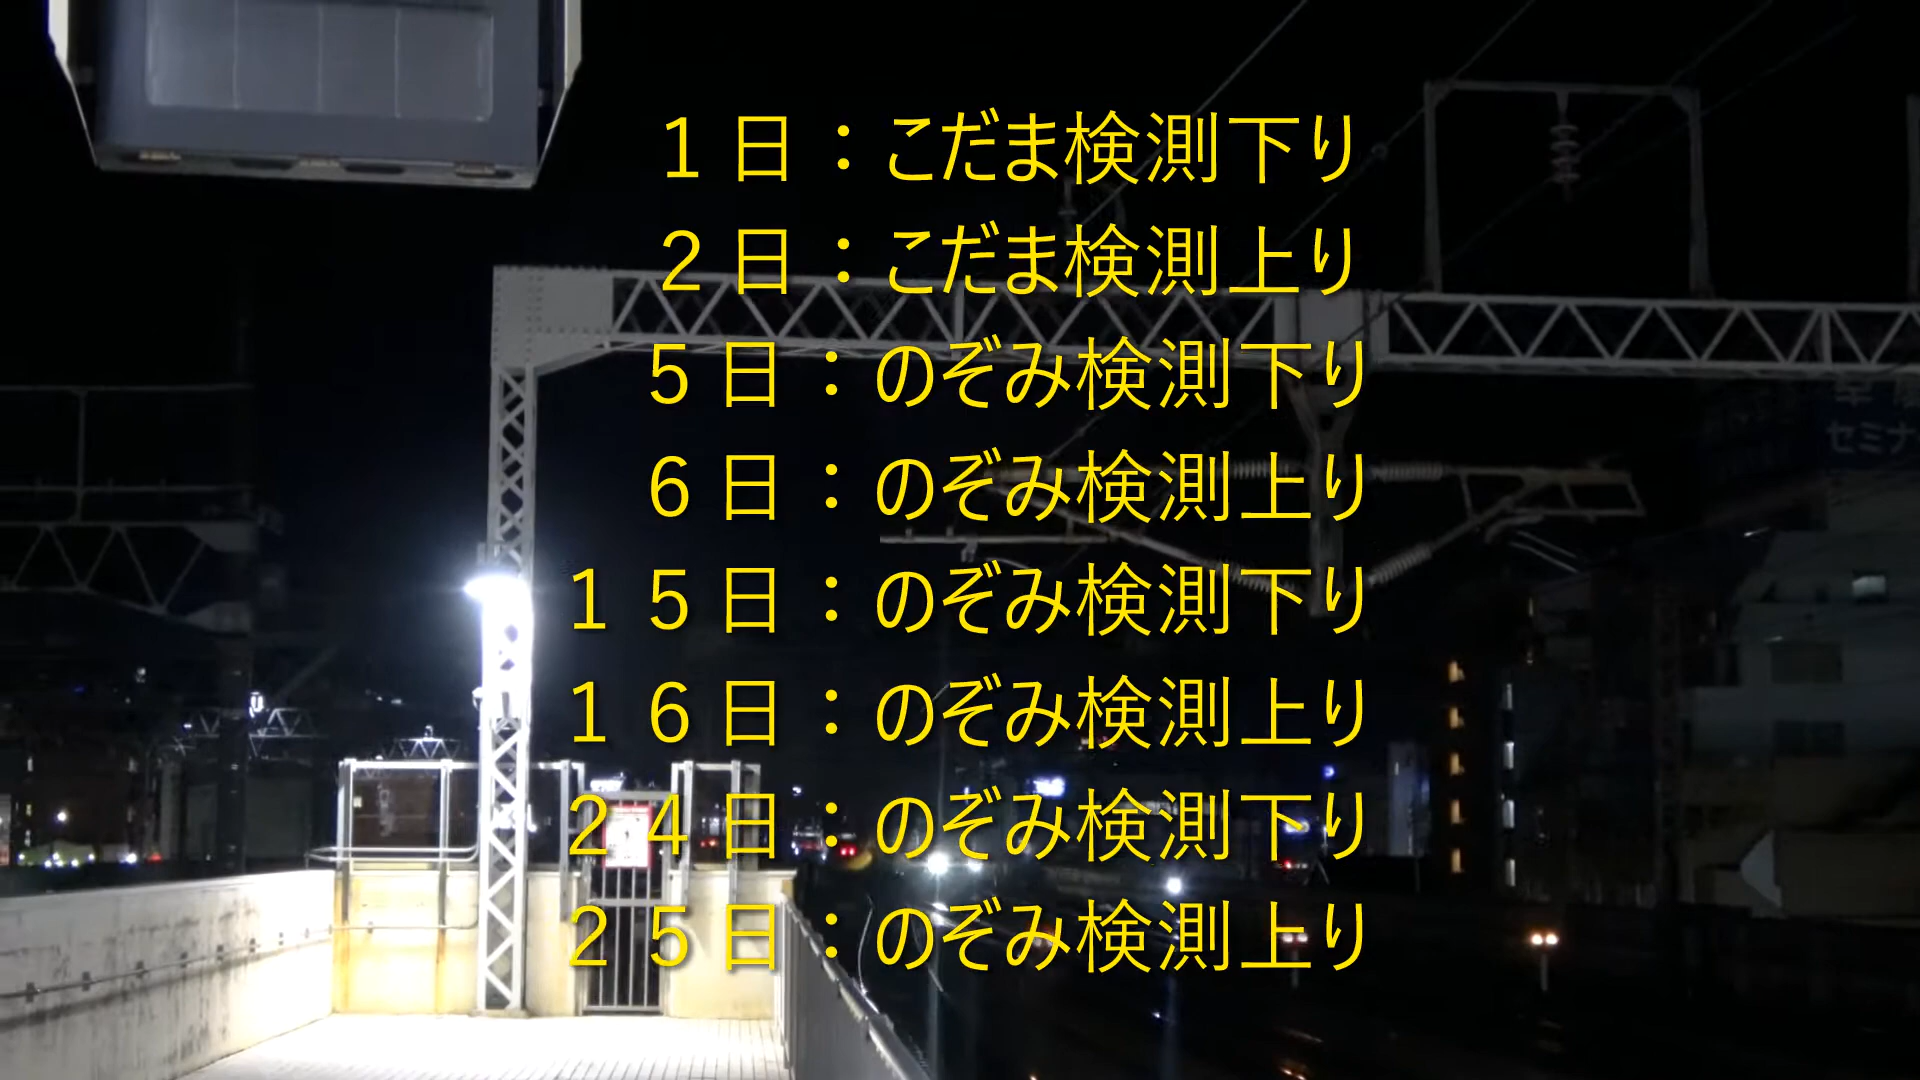 １日：こだま検測下り
２日：こだま検測上り
５日：のぞみ検測下り
６日：のぞみ検測上り
１５日：のぞみ検測下り
１６日：のぞみ検測上り
２４日：のぞみ検測下り
２５日：のぞみ検測上り
セミナ